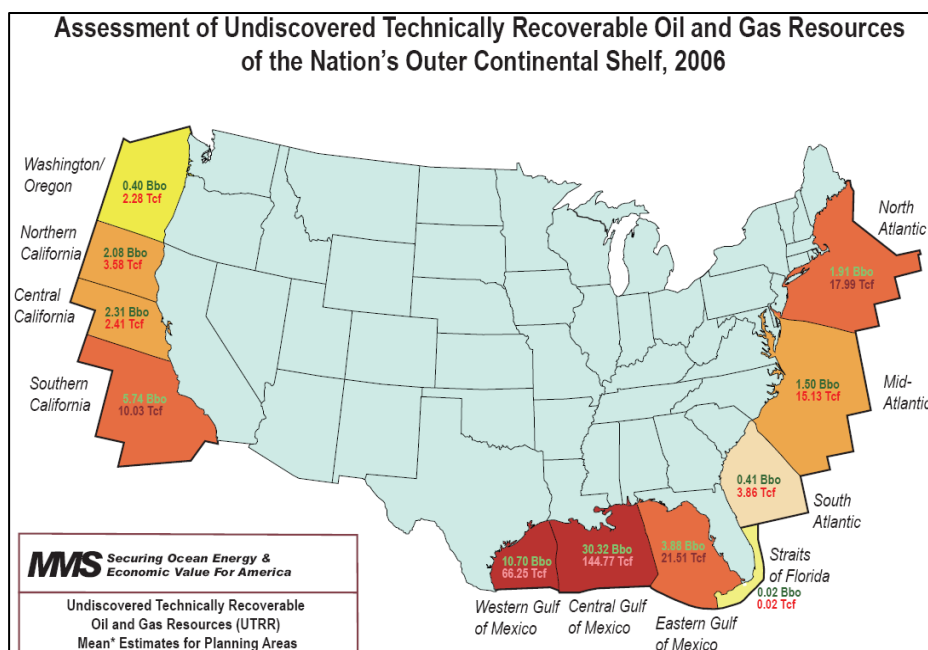 Assessment of Undiscovered Technically Recoverable Oil and Gas Resources
of the Nation's Outer Continental Shelf, 2006
Washington/
Oregon
0.40 Bbo
2.28 Tcf
Northern
California
2.08 Bbo
3.58 Tcf
Central
California
2.31 Bbo
2.41 Tcf
Southern
California
5.74 Bbo
10.03 Tcf
North
Atlantic
1.91 Bbo
17.99 Tcf
Mid-
Atlantic
1.50 Bbo
15.13 Tcf
0.41 Bbo
3.86 Tcf
South
Atlantic
10.70 Bbo
66.25 Tcf
Western Gulf
of Mexico
30.32 Bbo
144.77 Tcf
Central Gulf
of Mexico
3.88 Bbo
21.51 Tcf
Eastern Gulf
of Mexico
Straits
of Florida
0.02 Bbo
0.02 Tcf
MMS Securing Ocean Energy &
Economic Value For America
Undiscovered Technically Recoverable
Oil and Gas Resources (UTRR)
Mean* Estimates for Planning Areas